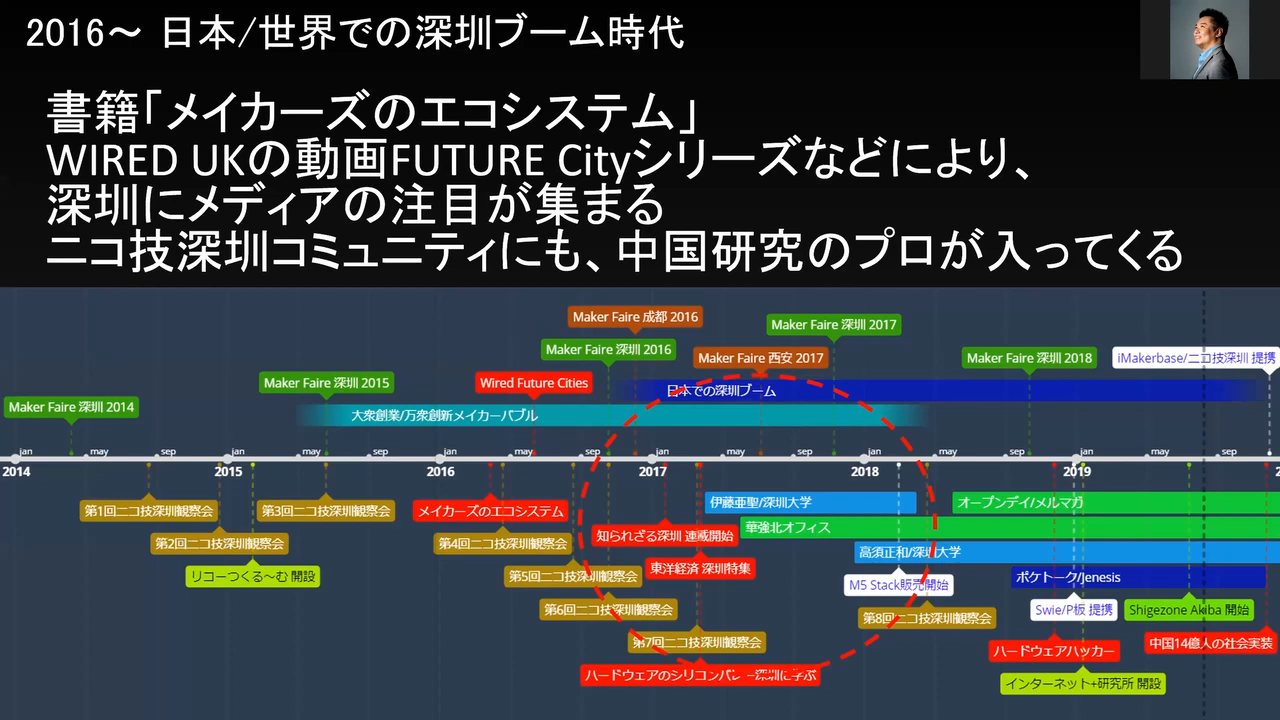 2016～ 日本/世界での深圳ブーム時代
書籍「メイカーズのエコシステム」
WIRED UKの動画FUTURE Cityシリーズなどにより、
深圳にメディアの注目が集まる
ニコ技深圳コミュニティにも、中国研究のプロが入ってくる
Maker Faire 成都 2016
Maker Faire 深圳 2017
Maker Faire 深圳 2016
Maker Faire 西安 2017
Maker Faire 深圳 2018
iMakerbase/ニコ技深圳 提携
Maker Faire 深圳 2015
Wired Future Cities
日本での深圳ブーム
Maker Faire 深圳 2014
大衆創業/万衆創新メイカーバブル
jan may sep jan may sep jan may sep jan may sep jan may sep jan may sep
2014 2015 2016 2017 2018 2019 2
第1回ニコ技深圳観察会
第3回ニコ技深圳観察会
メイカーズのエコシステム
伊藤亜聖/深圳大学
オープンデイ/メルマガ
華強北オフィス
知られざる深圳 連載開始
第2回ニコ技深圳観察会
第4回ニコ技深圳観察会
高須正和/深圳大学
リコーつくる～む 開設
第5回ニコ技深圳観察会
東洋経済 深圳特集
M5 Stack販売開始
ポケトーク/Jenesis
第6回ニコ技深圳観察会
第8回ニコ技深圳観察会
Swie/P板 提携
Shigezone Akiba 開始
第7回ニコ技深圳観察会
ハードウェアハッカー
中国14億人の社会実装
ハードウェアのシリコンバレー深圳に学ぶ
インターネット+研究所 開設